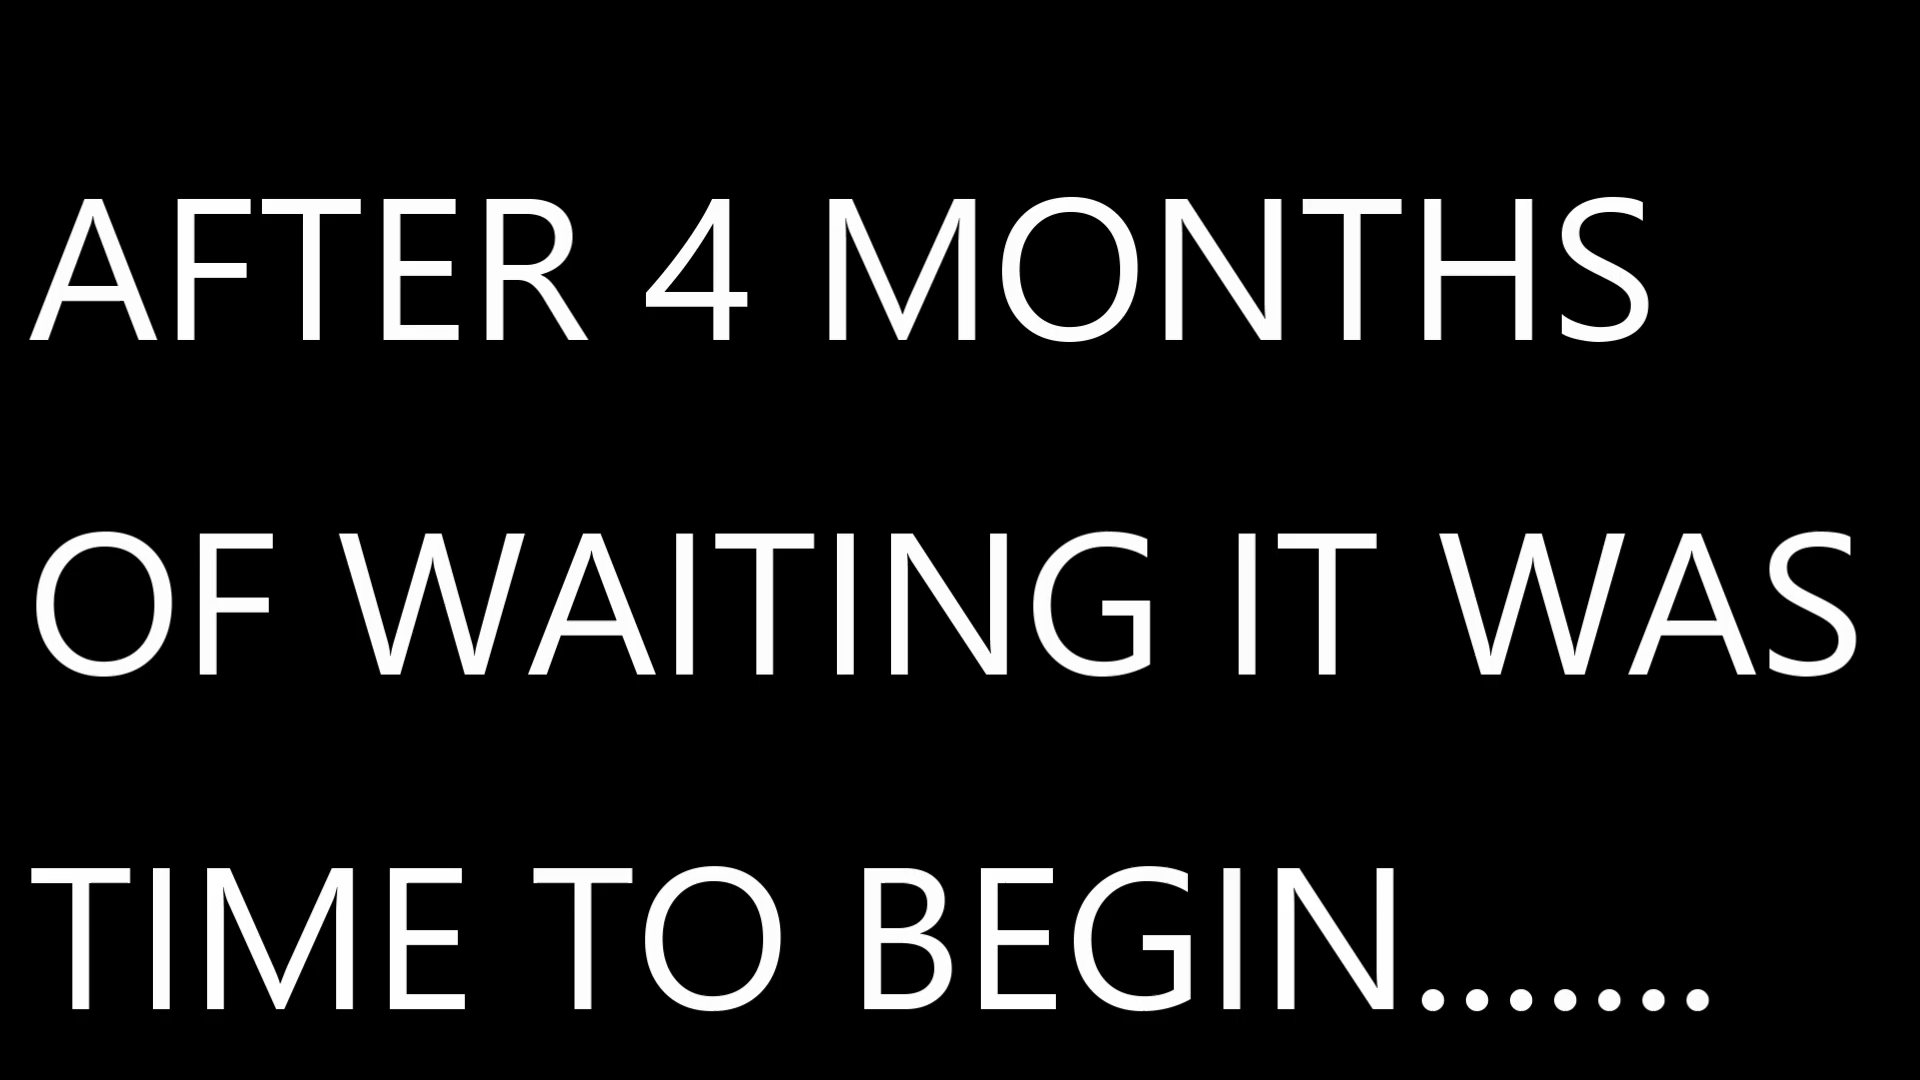 AFTER 4 MONTHS
OF WAITING IT WAS
TIME TO BEGIN.......